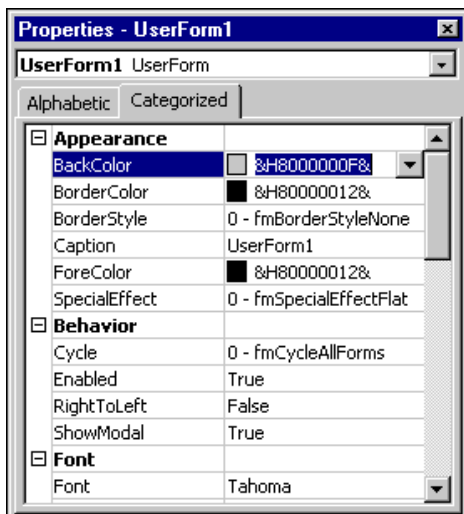 Properties - UserForm1
UserForm1 UserForm
Alphabetic Categorized
Appearance
BackColor &H8000000F&
BorderColor &H80000012&
BorderStyle 0 - fmBorderStyleNone
Caption UserForm1
ForeColor &H80000012&
SpecialEffect 0 - fmSpecialEffectFlat
Behavior
Cycle 0 - fmCycleAllForms
Enabled True
RightToLeft False
ShowModal True
Font
Font Tahoma